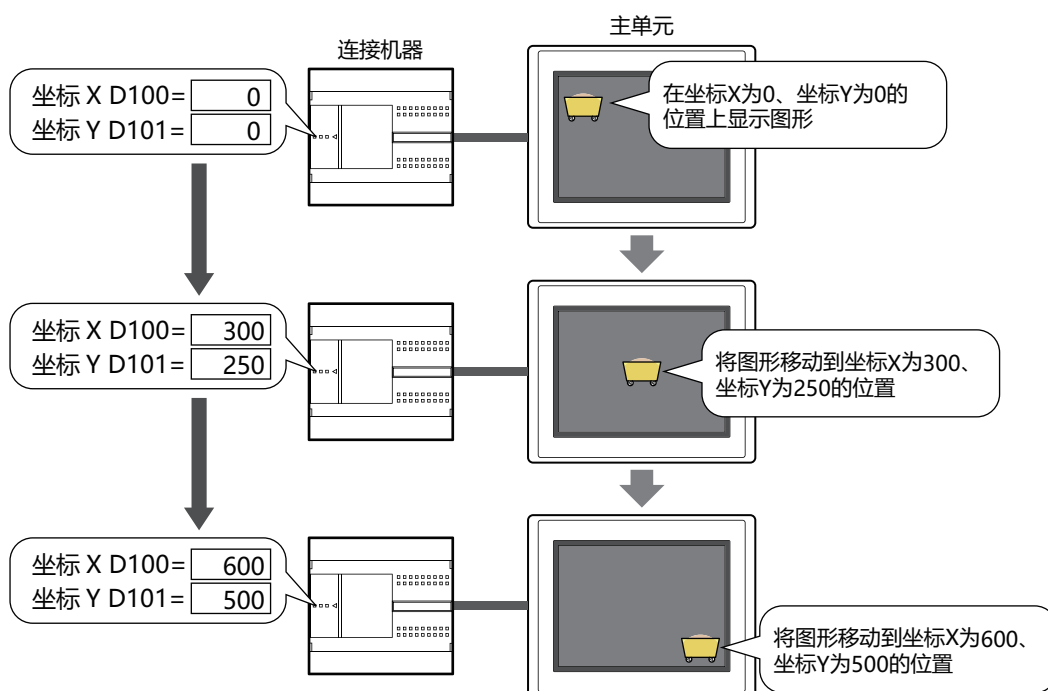 主单元
连接机器
坐标 X D100= 0
坐标 Y D101= 0
在坐标X为0、坐标Y为0的
位置上显示图形
坐标 X D100= 300
坐标 Y D101= 250
将图形移动到坐标X为300、
坐标Y为250的位置
坐标 X D100= 600
坐标 Y D101= 500
将图形移动到坐标X为600、
坐标Y为500的位置